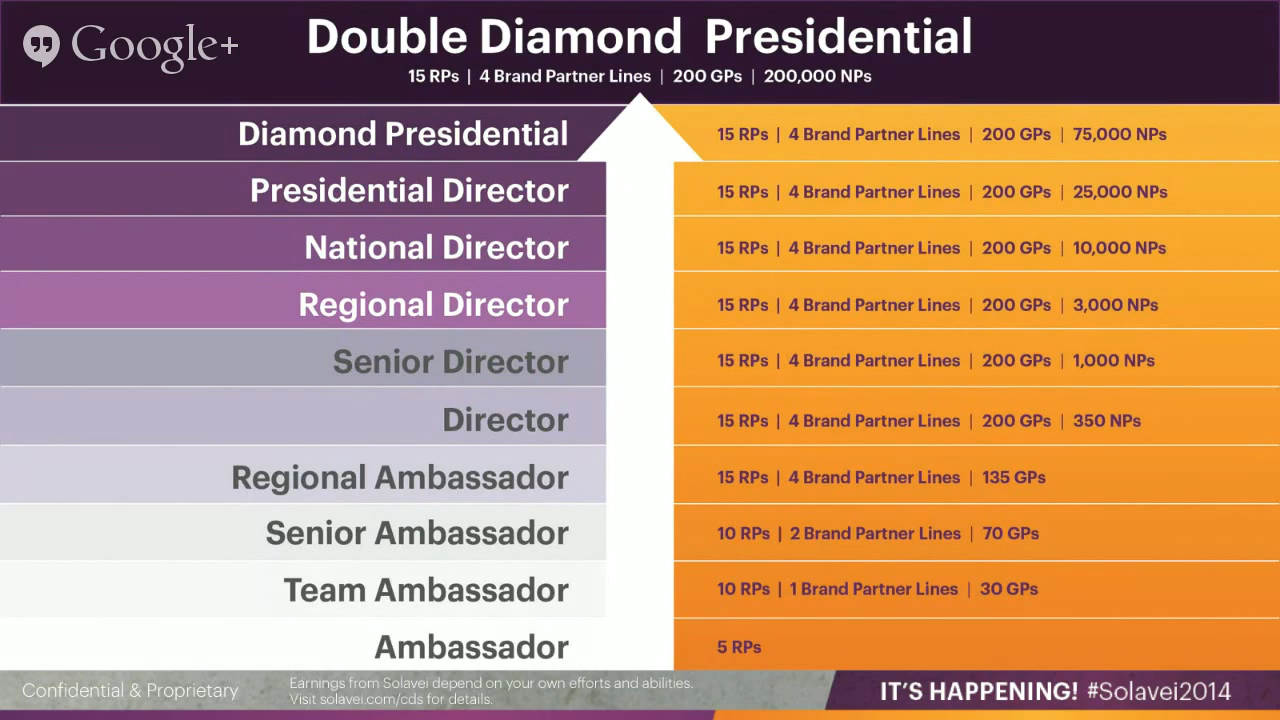 Google+
Double Diamond Presidential
15 RPs | 4 Brand Partner Lines | 200 GPs | 200,000 NPs
Diamond Presidential 15 RPs | 4 Brand Partner Lines | 200 GPs | 75,000 NPs
Presidential Director 15 RPs | 4 Brand Partner Lines | 200 GPs | 25,000 NPs
National Director 15 RPs | 4 Brand Partner Lines | 200 GPs | 10,000 NPs
Regional Director 15 RPs | 4 Brand Partner Lines | 200 GPs | 3,000 NPs
Senior Director 15 RPs | 4 Brand Partner Lines | 200 GPs | 1,000 NPs
Director 15 RPs | 4 Brand Partner Lines | 200 GPs | 350 NPs
Regional Ambassador 15 RPs | 4 Brand Partner Lines | 135 GPs
Senior Ambassador 10 RPs | 2 Brand Partner Lines | 70 GPs
Team Ambassador 10 RPs | 1 Brand Partner Lines | 30 GPs
Ambassador 5 RPs
Confidential & Proprietary
Earnings from Solavei depend on your own efforts and abilities.
Visit solavei.com/cds for details.
IT'S HAPPENING! #Solavei2014